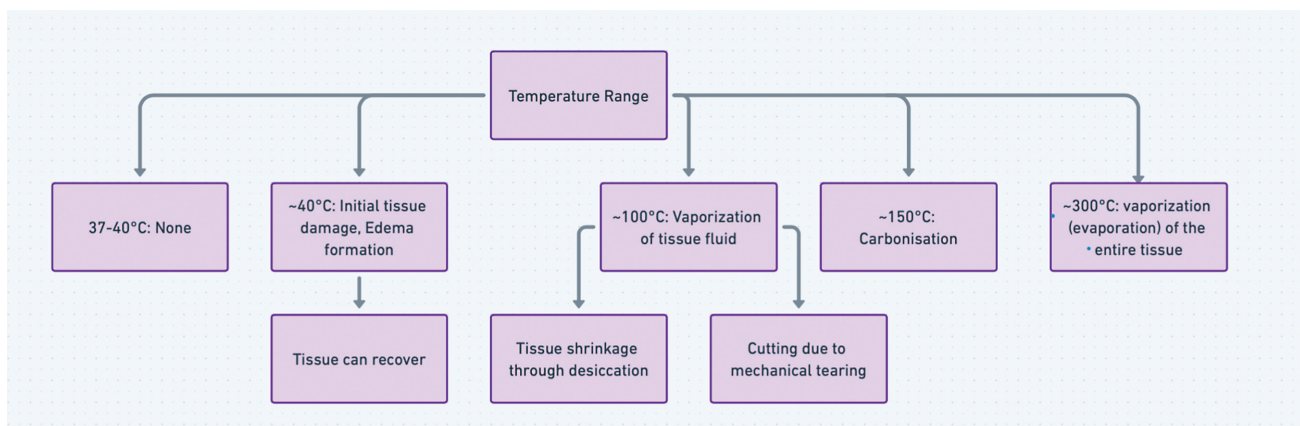 Temperature Range
37-40°C: None
~40°C: Initial tissue
damage, Edema
formation
~100°C: Vaporization
of tissue fluid
~150°C:
Carbonisation
~300°C: vaporization
(evaporation) of the
entire tissue
Tissue can recover
Tissue shrinkage
through desiccation
Cutting due to
mechanical tearing